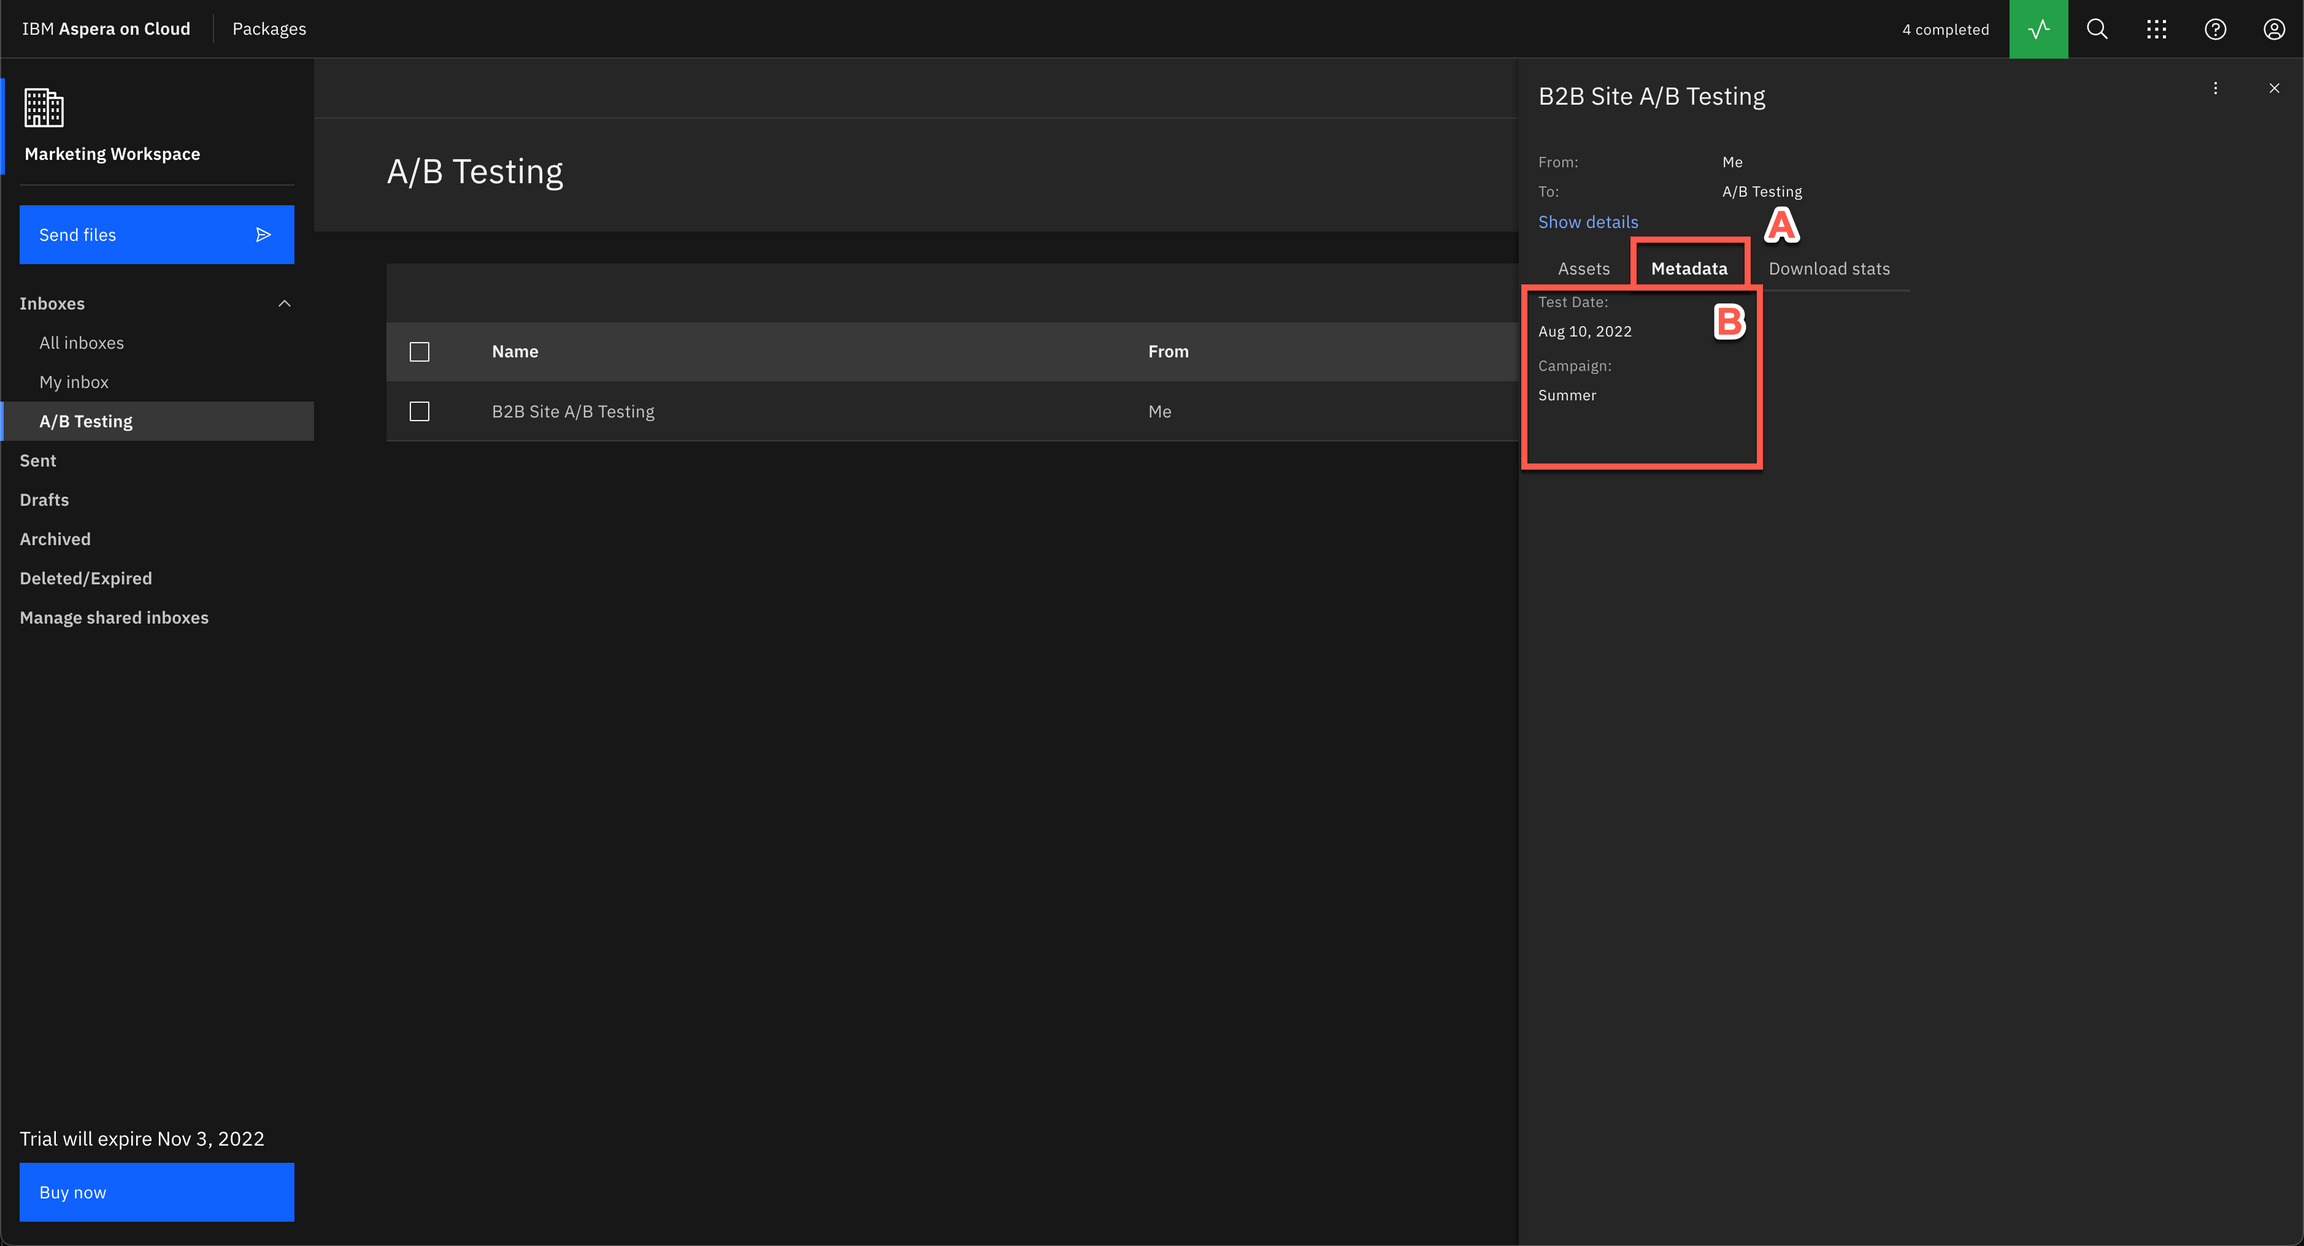 IBM Aspera on Cloud
Packages
4 completed
Marketing Workspace
Send files
Inboxes
All inboxes
My inbox
A/B Testing
Sent
Drafts
Archived
Deleted/Expired
Manage shared inboxes
Trial will expire Nov 3, 2022
Buy now
A/B Testing
Name From
B2B Site A/B Testing Me
B2B Site A/B Testing
From: Me
To: A/B Testing
Show details
A
Assets Metadata Download stats
Test Date:
B
Aug 10, 2022
Campaign:
Summer